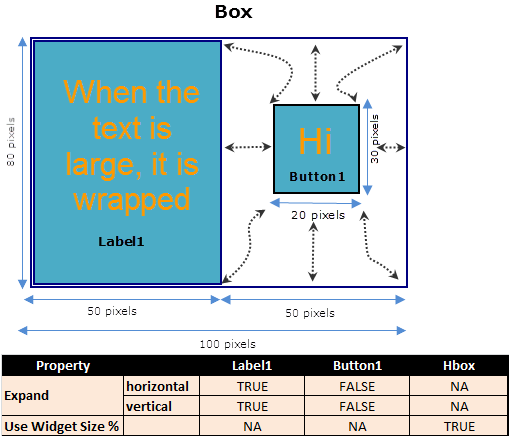 Box
80 pixels
When the
text is
large, it is
wrapped
Label1
Hi
Button1
30 pixels
20 pixels
50 pixels
50 pixels
100 pixels
Property Label1 Button1 Hbox
Expand horizontal TRUE FALSE NA
vertical TRUE FALSE NA
Use Widget Size % NA NA TRUE